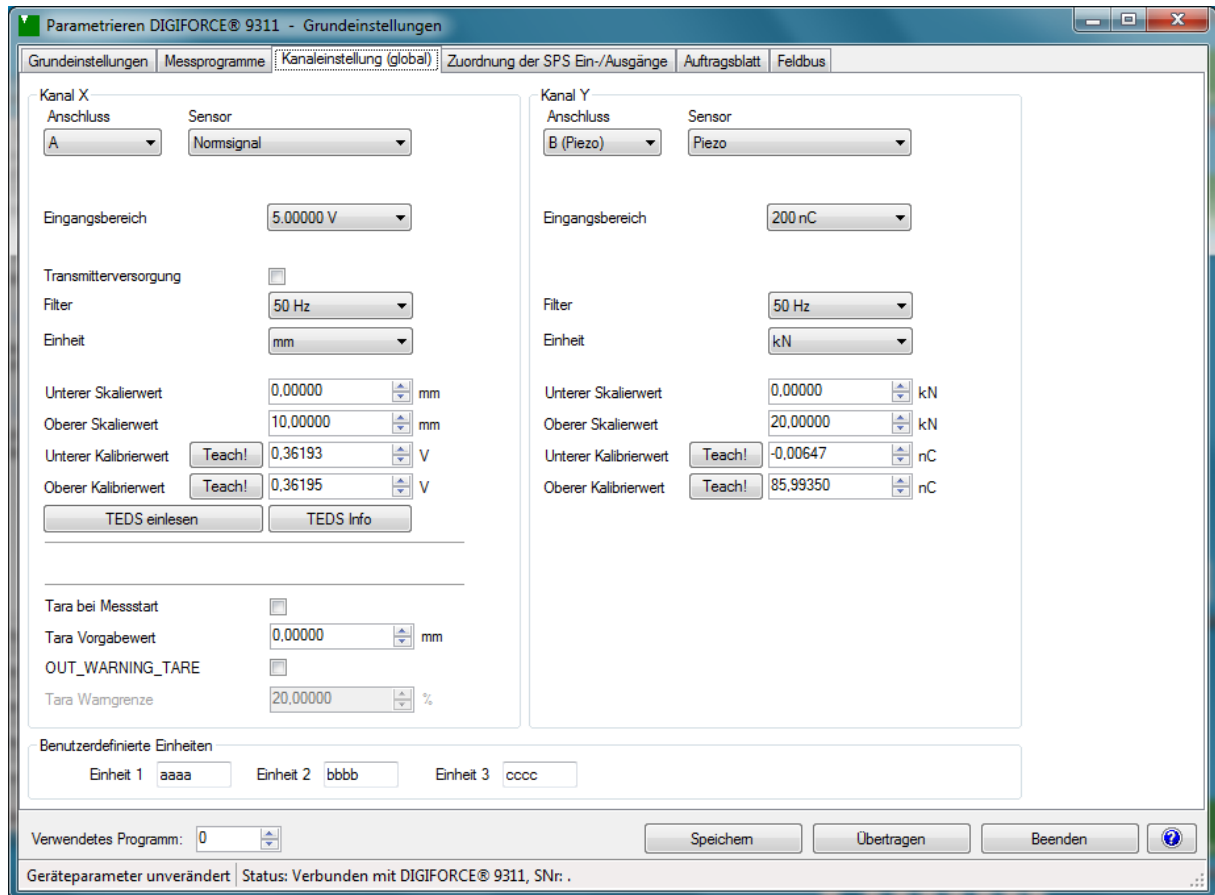 Parametrieren DIGIFORCE® 9311 - Grundeinstellungen
Grundeinstellungen Messprogramme Kanaleinstellung (global) Zuordnung der SPS Ein-/Ausgänge Auftragsblatt Feldbus
Kanal X
Anschluss Sensor
A Normsignal
Eingangsbereich 5.00000 V
Transmitterversorgung
Filter 50 Hz
Einheit mm
Unterer Skalierwert 0,00000 mm
Oberer Skalierwert 10,00000 mm
Unterer Kalibrierwert Teach! 0,36193 V
Oberer Kalibrierwert Teach! 0,36195 V
TEDS einlesen TEDS Info
Tara bei Messstart
Tara Vorgabewert 0,00000 mm
OUT_WARNING_TARE
Tara Warngrenze 20,00000 %
Kanal Y
Anschluss Sensor
B (Piezo) Piezo
Eingangsbereich 200 nC
Filter 50 Hz
Einheit kN
Unterer Skalierwert 0,00000 kN
Oberer Skalierwert 20,00000 kN
Unterer Kalibrierwert Teach! -0,00647 nC
Oberer Kalibrierwert Teach! 85,99350 nC
Benutzerdefinierte Einheiten
Einheit 1 aaaa Einheit 2 bbbb Einheit 3 cccc
Verwendetes Programm: 0 Speichern Übertragen Beenden ?
Geräteparameter unverändert Status: Verbunden mit DIGIFORCE® 9311, SNr: .